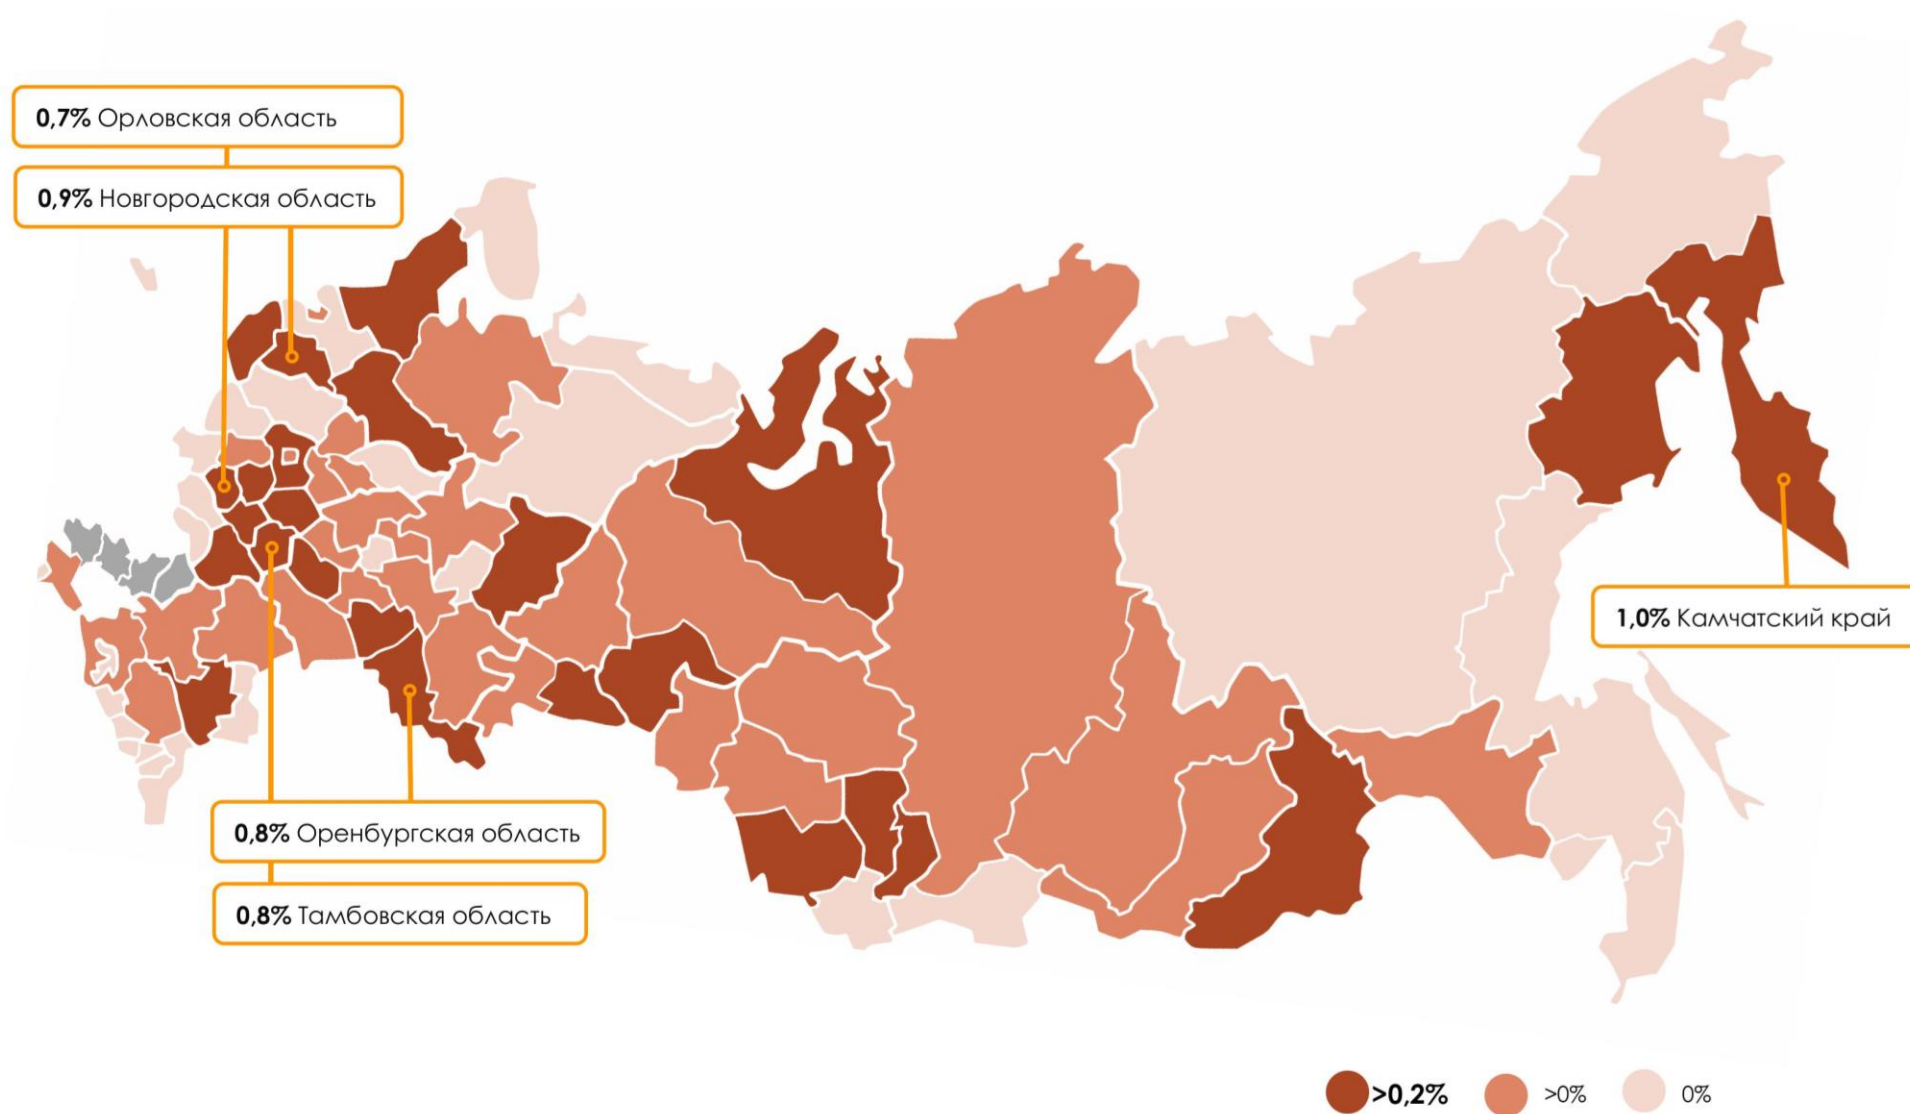 0,7% Орловская область
0,9% Новгородская область
1,0% Камчатский край
0,8% Оренбургская область
0,8% Тамбовская область
>0,2% >0% 0%